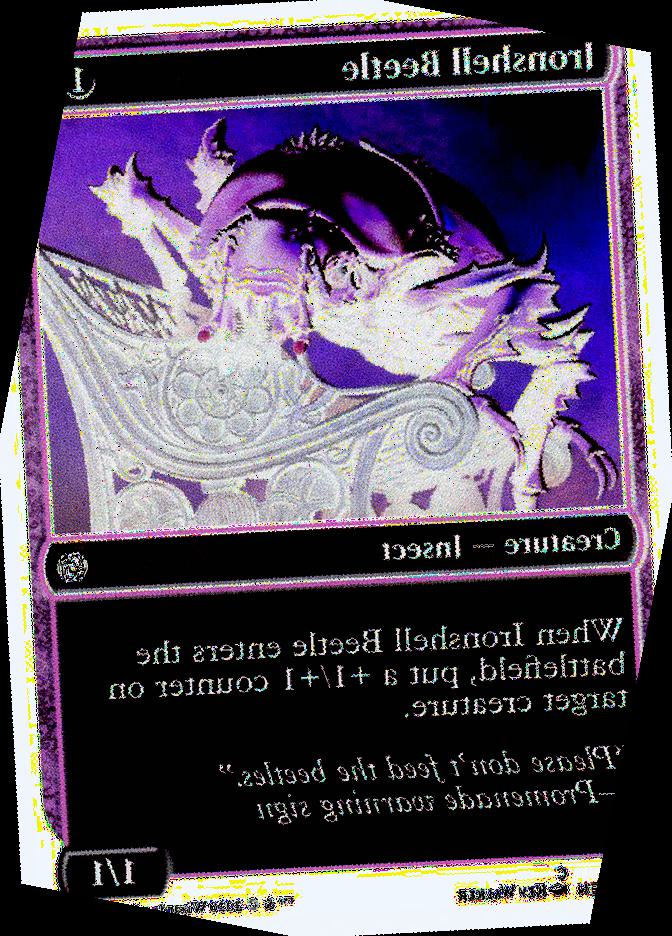 Ironshell Beetle
1
Creature — Insect
When Ironshell Beetle enters the
battlefield, put a +1/+1 counter on
target creature.
"Please don't feed the beetles."
—Promenade warning sign
1/1